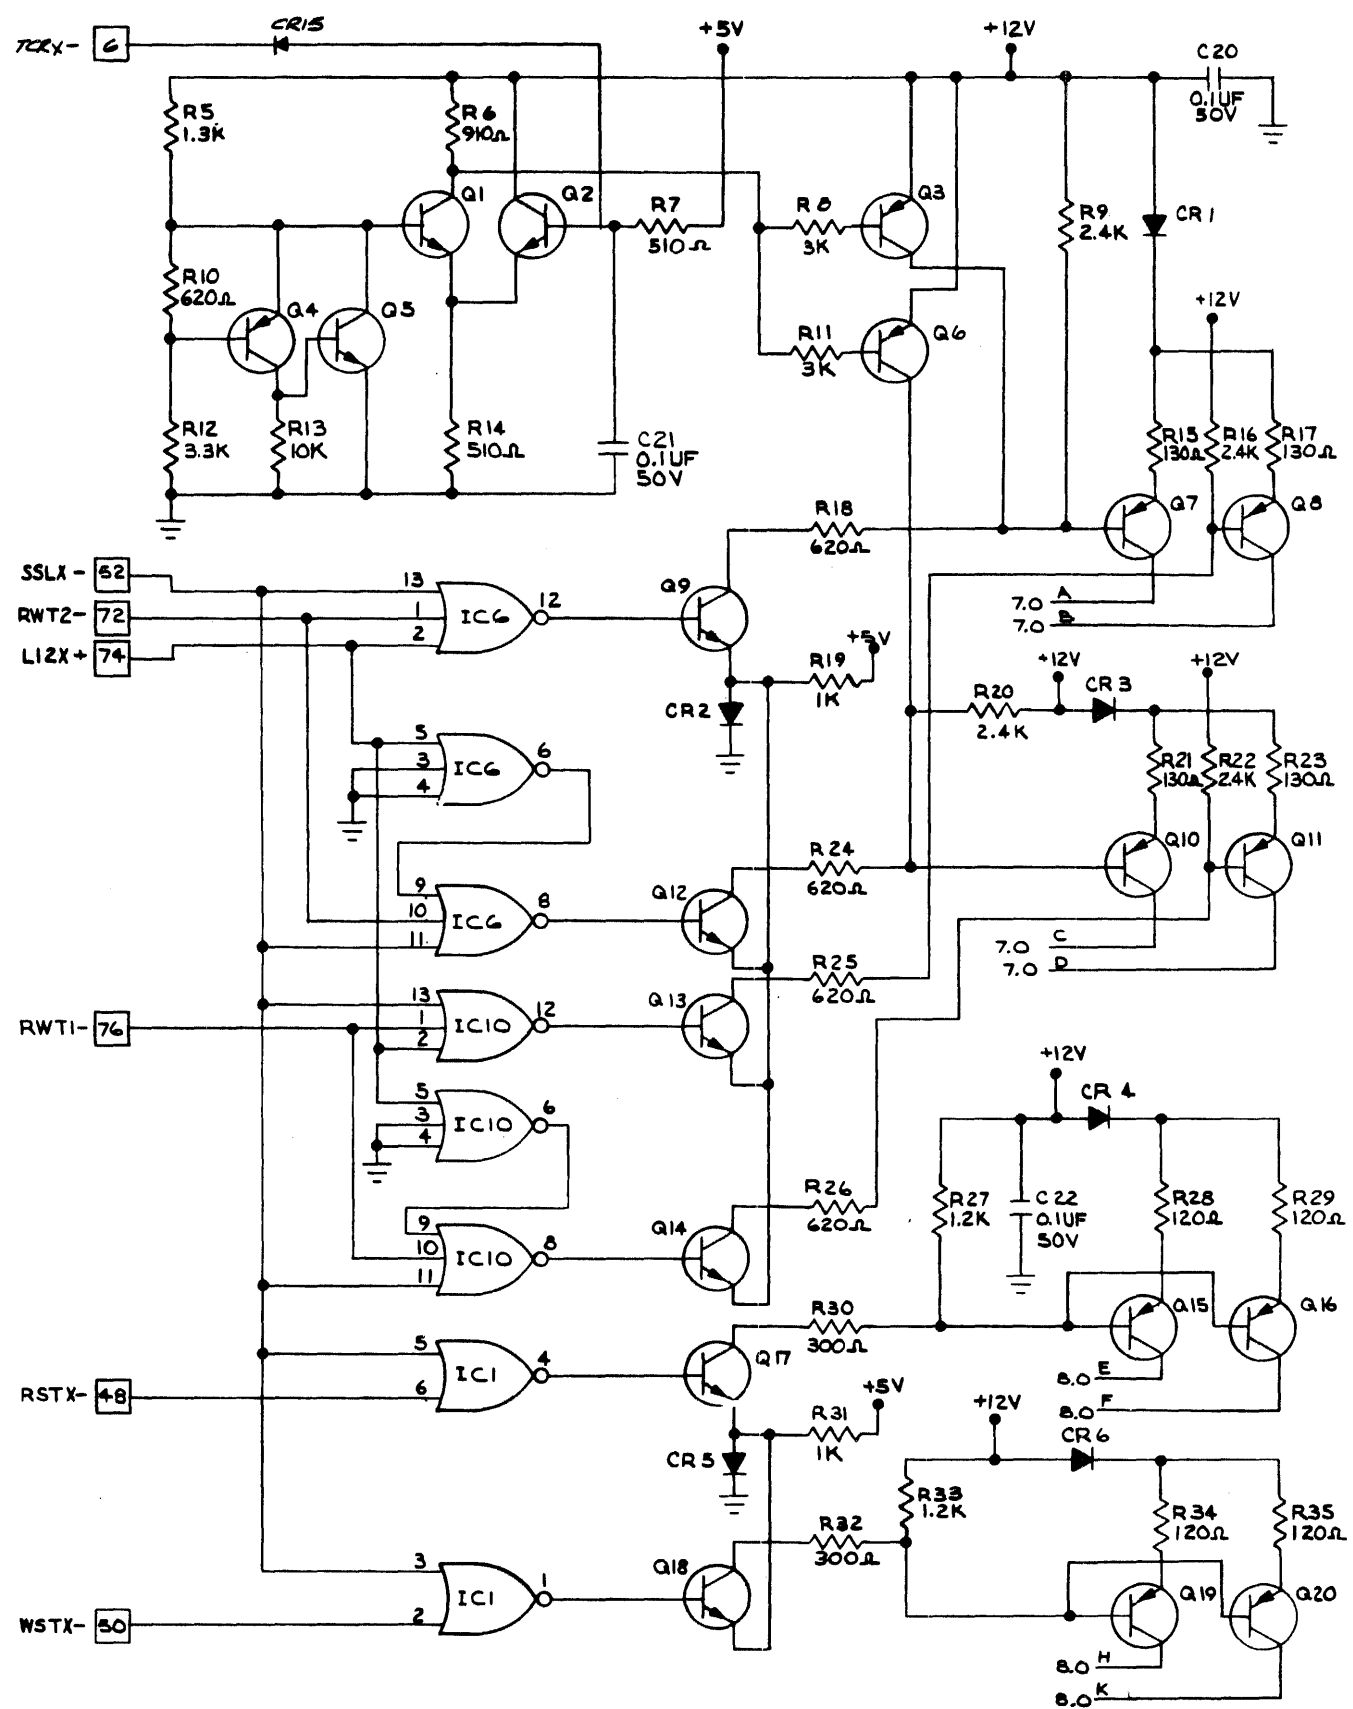 CR15
TCRX- 6
+5V
+12V
C20
0.1UF
50V
R5
1.3K
R6
910Ω
Q1
Q2
R7
510Ω
R8
3K
Q3
R9
2.4K
CR1
R10
620Ω
Q4
Q5
R11
3K
Q6
+12V
R12
3.3K
R13
10K
R14
510Ω
C21
0.1UF
50V
R15
130Ω
R16
2.4K
R17
130Ω
R18
620Ω
Q7
Q8
SSLX- 52
13
RWT2- 72
1
IC6
12
L12X+ 74
2
Q9
7.0 A
7.0 B
+5V
R19
1K
CR2
+12V
CR3
+12V
R20
2.4K
5
3
4
IC6
6
R21
130Ω
R22
2.4K
R23
130Ω
Q10
Q11
R24
620Ω
9
10
11
IC6
8
Q12
7.0 C
7.0 D
R25
620Ω
RWT1- 76
13
1
2
IC10
12
Q13
+12V
CR4
5
3
4
IC10
6
R26
620Ω
R27
1.2K
C22
0.1UF
50V
R28
120Ω
R29
120Ω
9
10
11
IC10
8
Q14
R30
300Ω
Q15
Q16
RSTX- 48
5
6
IC1
4
Q17
8.0 E
8.0 F
+5V
R31
1K
CR5
+12V
CR6
R33
1.2K
R34
120Ω
R35
120Ω
R32
300Ω
WSTX- 50
3
2
IC1
1
Q18
Q19
Q20
8.0 H
8.0 K